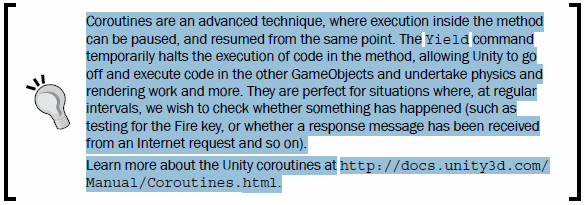 Coroutines are an advanced technique, where execution inside the method
can be paused, and resumed from the same point. The Yield command
temporarily halts the execution of code in the method, allowing Unity to go
off and execute code in the other GameObjects and undertake physics and
rendering work and more. They are perfect for situations where, at regular
intervals, we wish to check whether something has happened (such as
testing for the Fire key, or whether a response message has been received
from an Internet request and so on).
Learn more about the Unity coroutines at http://docs.unity3d.com/
Manual/Coroutines.html.